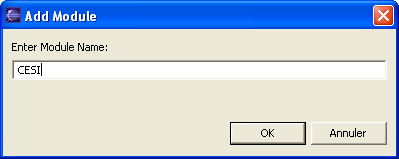 Add Module
Enter Module Name:
CESI
OK
Annuler